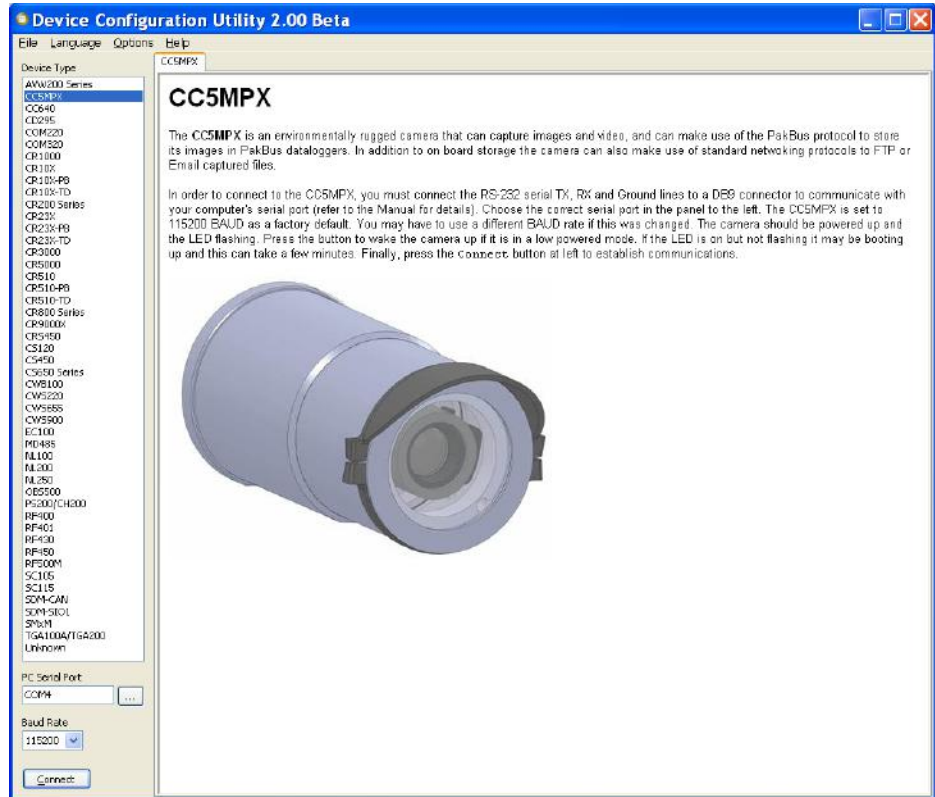 Device Configuration Utility 2.00 Beta
File Language Options Help
Device Type
CC5MPX
AVW200 Series
CC5MPX
CC640
CD295
COM220
COM320
CR1000
CR10X
CR10X-PB
CR10X-TD
CR200 Series
CR23X
CR23X-PB
CR23X-TD
CR3000
CR5000
CR510
CR510-PB
CR510-TD
CR800 Series
CR9000X
CRS450
CS120
CS450
CS650 Series
CWB100
CWS220
CWS655
CWS900
EC100
MD485
NL100
NL200
NL250
OBS500
PS200/CH200
RF400
RF401
RF430
RF450
RF500M
SC105
SC115
SDM-CAN
SDM-SIO1
SMxM
TGA100A/TGA200
Unknown
PC Serial Port
COM4
...
Baud Rate
115200
Connect
CC5MPX
The CC5MPX is an environmentally rugged camera that can capture images and video, and can make use of the PakBus protocol to store
its images in PakBus dataloggers. In addition to on board storage the camera can also make use of standard netwoking protocols to FTP or
Email captured files.
In order to connect to the CC5MPX, you must connect the RS-232 serial TX, RX and Ground lines to a DB9 connector to communicate with
your computer's serial port (refer to the Manual for details). Choose the correct serial port in the panel to the left. The CC5MPX is set to
115200 BAUD as a factory default. You may have to use a different BAUD rate if this was changed. The camera should be powered up and
the LED flashing. Press the button to wake the camera up if it is in a low powered mode. If the LED is on but not flashing it may be booting
up and this can take a few minutes. Finally, press the Connect button at left to establish communications.